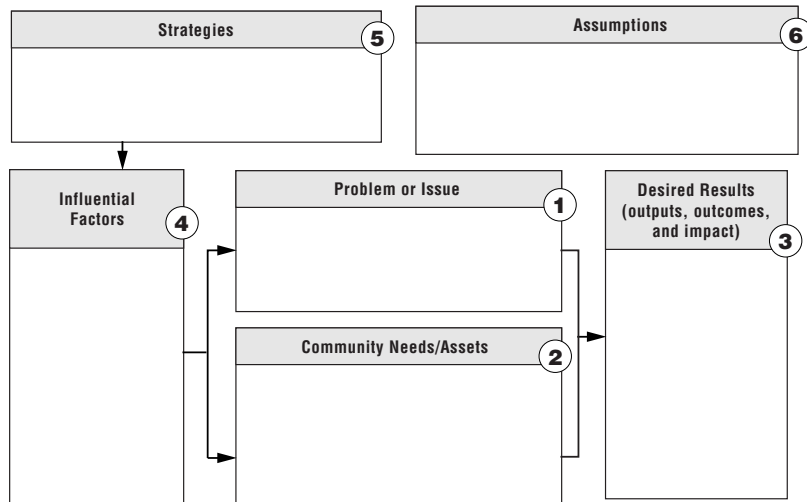 Strategies
5
Assumptions
6
Influential
Factors
4
Problem or Issue
1
Community Needs/Assets
2
Desired Results
(outputs, outcomes,
and impact)
3